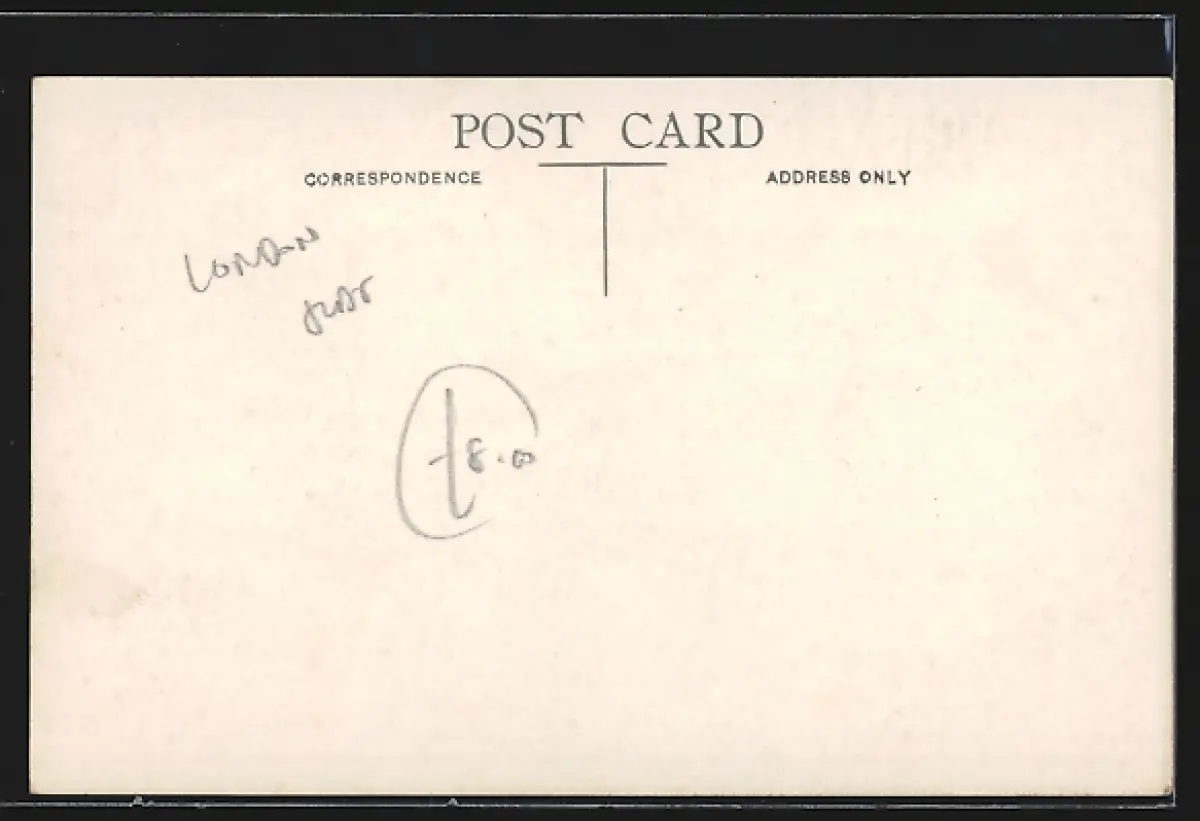 POST CARD
CORRESPONDENCE
ADDRESS ONLY
LONDON
£8.00